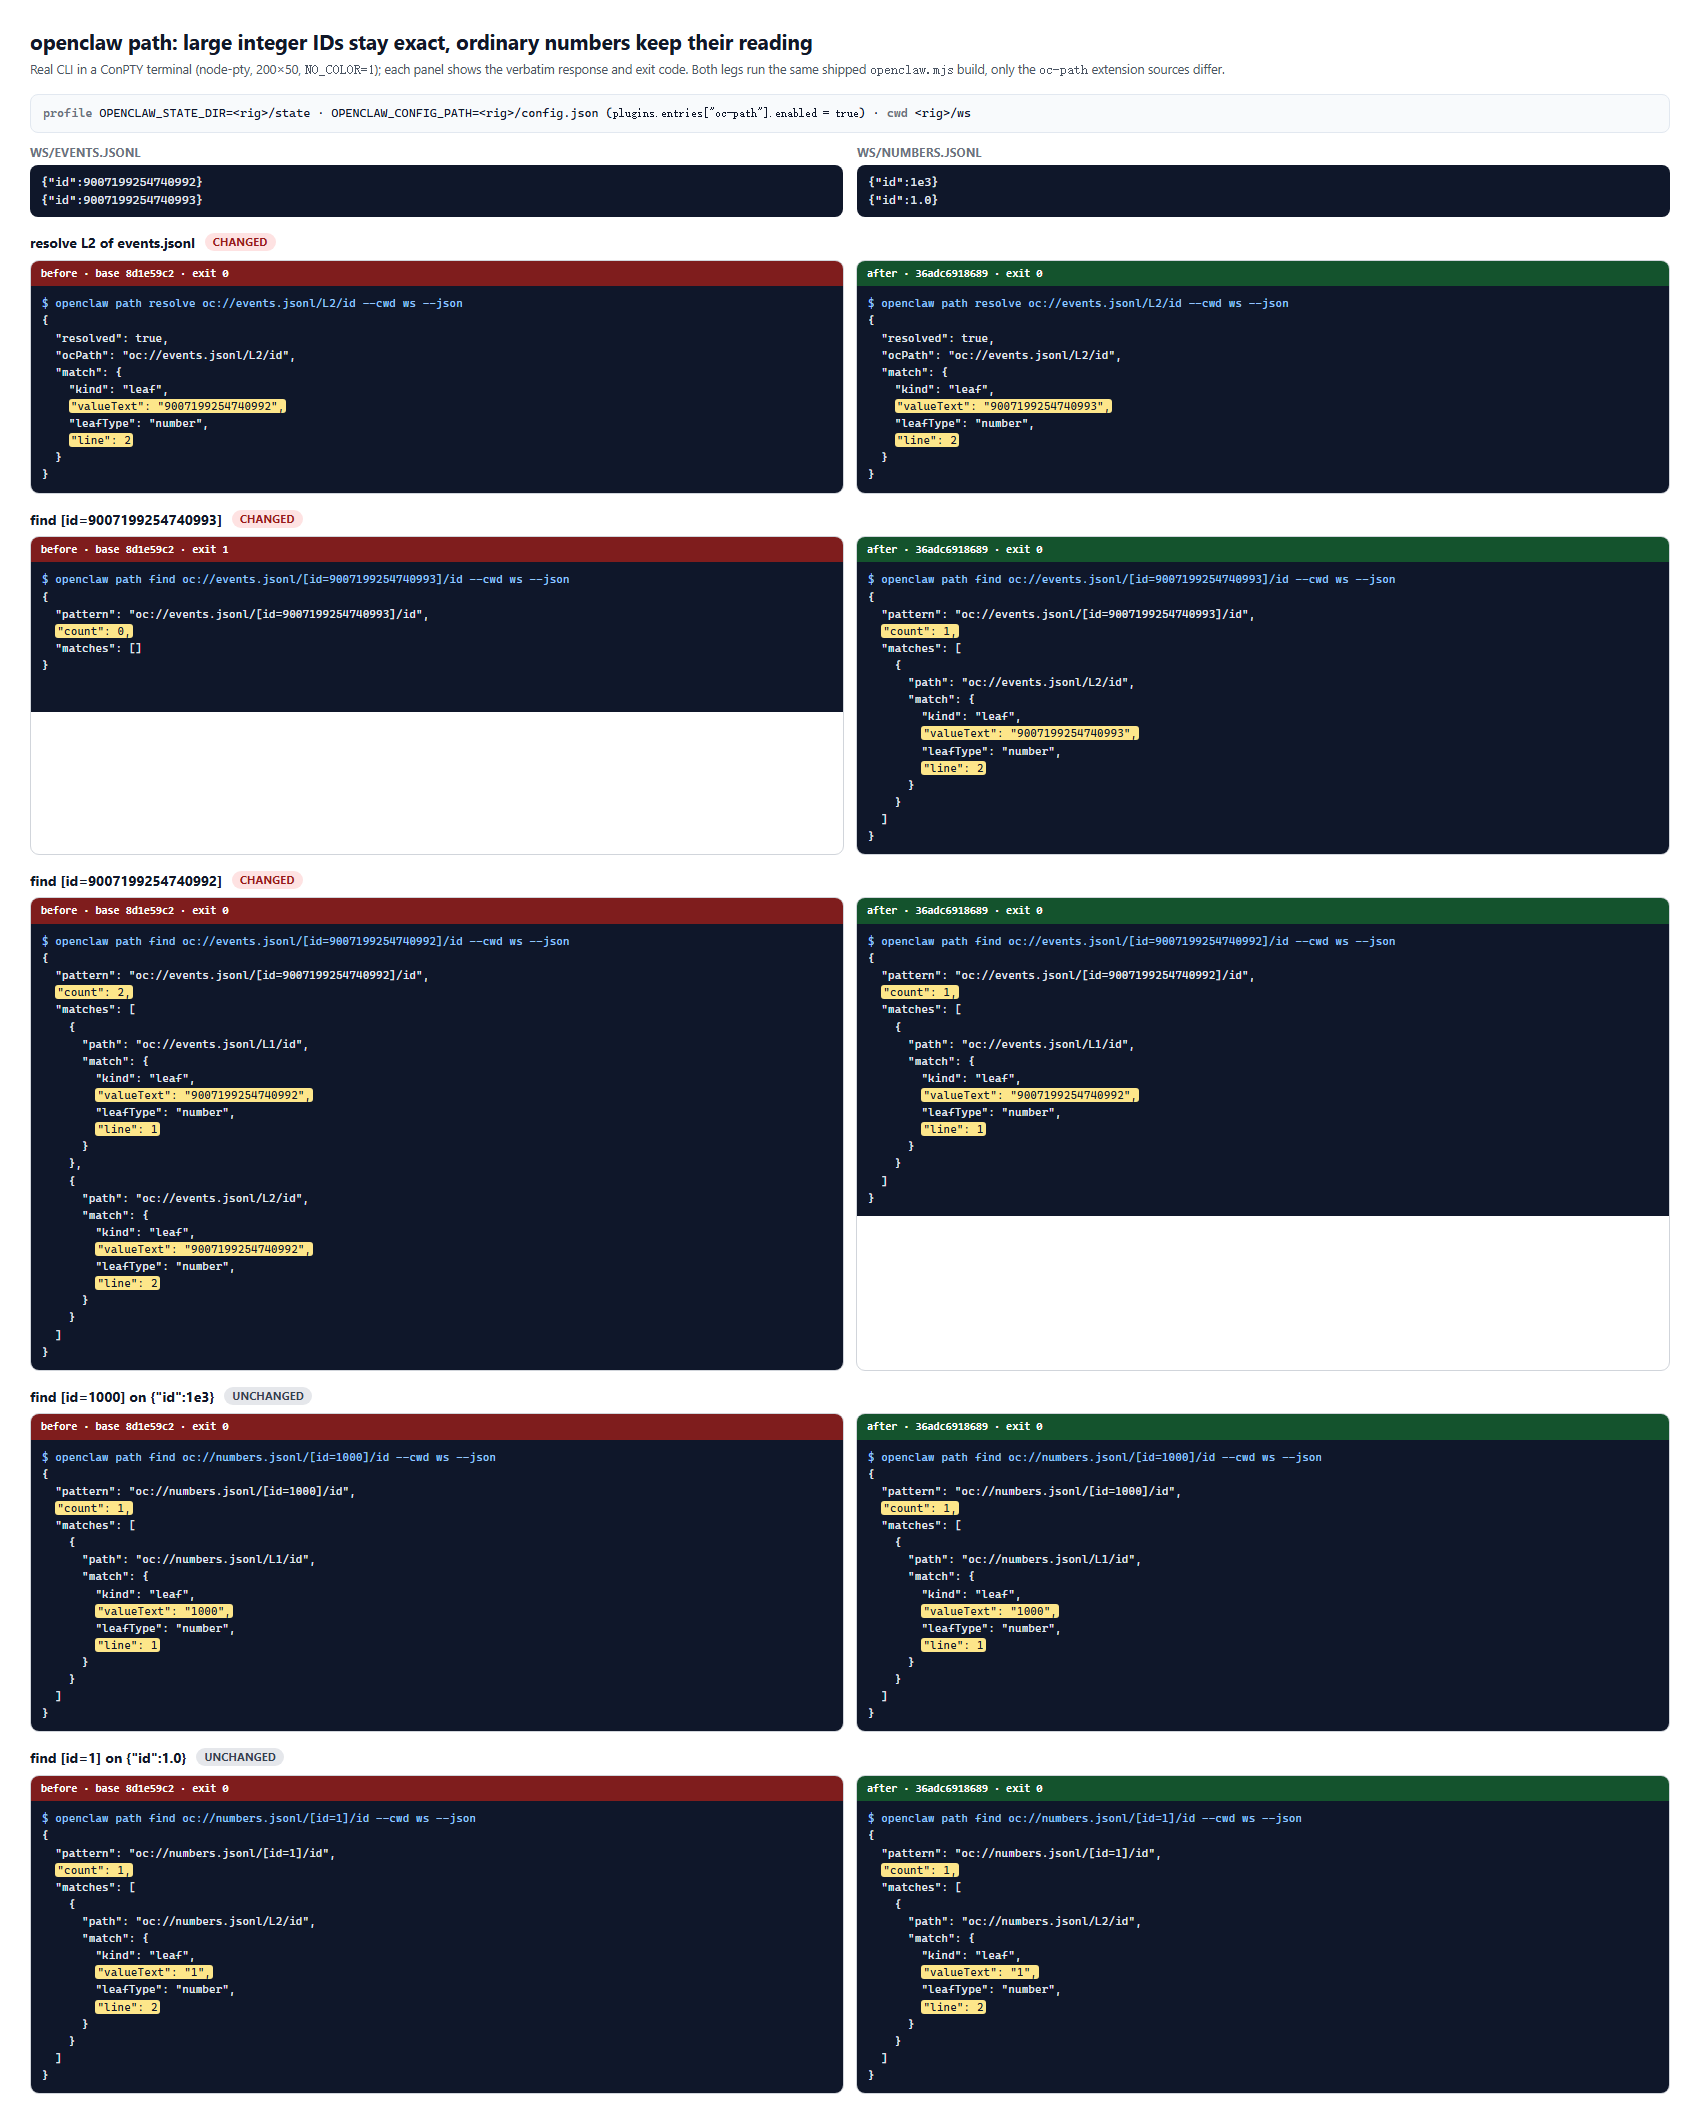 openclaw path: large integer IDs stay exact, ordinary numbers keep their reading
Real CLI in a ConPTY terminal (node-pty, 200×50, NO_COLOR=1); each panel shows the verbatim response and exit code. Both legs run the same shipped openclaw.mjs build, only the oc-path extension sources differ.
profile OPENCLAW_STATE_DIR=<rig>/state · OPENCLAW_CONFIG_PATH=<rig>/config.json (plugins.entries["oc-path"].enabled = true) · cwd <rig>/ws
WS/EVENTS.JSONL
{"id":9007199254740992}
{"id":9007199254740993}
WS/NUMBERS.JSONL
{"id":1e3}
{"id":1.0}
resolve L2 of events.jsonl CHANGED
before · base 8d1e59c2 · exit 0
$ openclaw path resolve oc://events.jsonl/L2/id --cwd ws --json
{
"resolved": true,
"ocPath": "oc://events.jsonl/L2/id",
"match": {
"kind": "leaf",
"valueText": "9007199254740992",
"leafType": "number",
"line": 2
}
}
after · 36adc6918689 · exit 0
$ openclaw path resolve oc://events.jsonl/L2/id --cwd ws --json
{
"resolved": true,
"ocPath": "oc://events.jsonl/L2/id",
"match": {
"kind": "leaf",
"valueText": "9007199254740993",
"leafType": "number",
"line": 2
}
}
find [id=9007199254740993] CHANGED
before · base 8d1e59c2 · exit 1
$ openclaw path find oc://events.jsonl/[id=9007199254740993]/id --cwd ws --json
{
"pattern": "oc://events.jsonl/[id=9007199254740993]/id",
"count": 0,
"matches": []
}
after · 36adc6918689 · exit 0
$ openclaw path find oc://events.jsonl/[id=9007199254740993]/id --cwd ws --json
{
"pattern": "oc://events.jsonl/[id=9007199254740993]/id",
"count": 1,
"matches": [
{
"path": "oc://events.jsonl/L2/id",
"match": {
"kind": "leaf",
"valueText": "9007199254740993",
"leafType": "number",
"line": 2
}
}
]
}
find [id=9007199254740992] CHANGED
before · base 8d1e59c2 · exit 0
$ openclaw path find oc://events.jsonl/[id=9007199254740992]/id --cwd ws --json
{
"pattern": "oc://events.jsonl/[id=9007199254740992]/id",
"count": 2,
"matches": [
{
"path": "oc://events.jsonl/L1/id",
"match": {
"kind": "leaf",
"valueText": "9007199254740992",
"leafType": "number",
"line": 1
}
},
{
"path": "oc://events.jsonl/L2/id",
"match": {
"kind": "leaf",
"valueText": "9007199254740992",
"leafType": "number",
"line": 2
}
}
]
}
after · 36adc6918689 · exit 0
$ openclaw path find oc://events.jsonl/[id=9007199254740992]/id --cwd ws --json
{
"pattern": "oc://events.jsonl/[id=9007199254740992]/id",
"count": 1,
"matches": [
{
"path": "oc://events.jsonl/L1/id",
"match": {
"kind": "leaf",
"valueText": "9007199254740992",
"leafType": "number",
"line": 1
}
}
]
}
find [id=1000] on {"id":1e3} UNCHANGED
before · base 8d1e59c2 · exit 0
$ openclaw path find oc://numbers.jsonl/[id=1000]/id --cwd ws --json
{
"pattern": "oc://numbers.jsonl/[id=1000]/id",
"count": 1,
"matches": [
{
"path": "oc://numbers.jsonl/L1/id",
"match": {
"kind": "leaf",
"valueText": "1000",
"leafType": "number",
"line": 1
}
}
]
}
after · 36adc6918689 · exit 0
$ openclaw path find oc://numbers.jsonl/[id=1000]/id --cwd ws --json
{
"pattern": "oc://numbers.jsonl/[id=1000]/id",
"count": 1,
"matches": [
{
"path": "oc://numbers.jsonl/L1/id",
"match": {
"kind": "leaf",
"valueText": "1000",
"leafType": "number",
"line": 1
}
}
]
}
find [id=1] on {"id":1.0} UNCHANGED
before · base 8d1e59c2 · exit 0
$ openclaw path find oc://numbers.jsonl/[id=1]/id --cwd ws --json
{
"pattern": "oc://numbers.jsonl/[id=1]/id",
"count": 1,
"matches": [
{
"path": "oc://numbers.jsonl/L2/id",
"match": {
"kind": "leaf",
"valueText": "1",
"leafType": "number",
"line": 2
}
}
]
}
after · 36adc6918689 · exit 0
$ openclaw path find oc://numbers.jsonl/[id=1]/id --cwd ws --json
{
"pattern": "oc://numbers.jsonl/[id=1]/id",
"count": 1,
"matches": [
{
"path": "oc://numbers.jsonl/L2/id",
"match": {
"kind": "leaf",
"valueText": "1",
"leafType": "number",
"line": 2
}
}
]
}